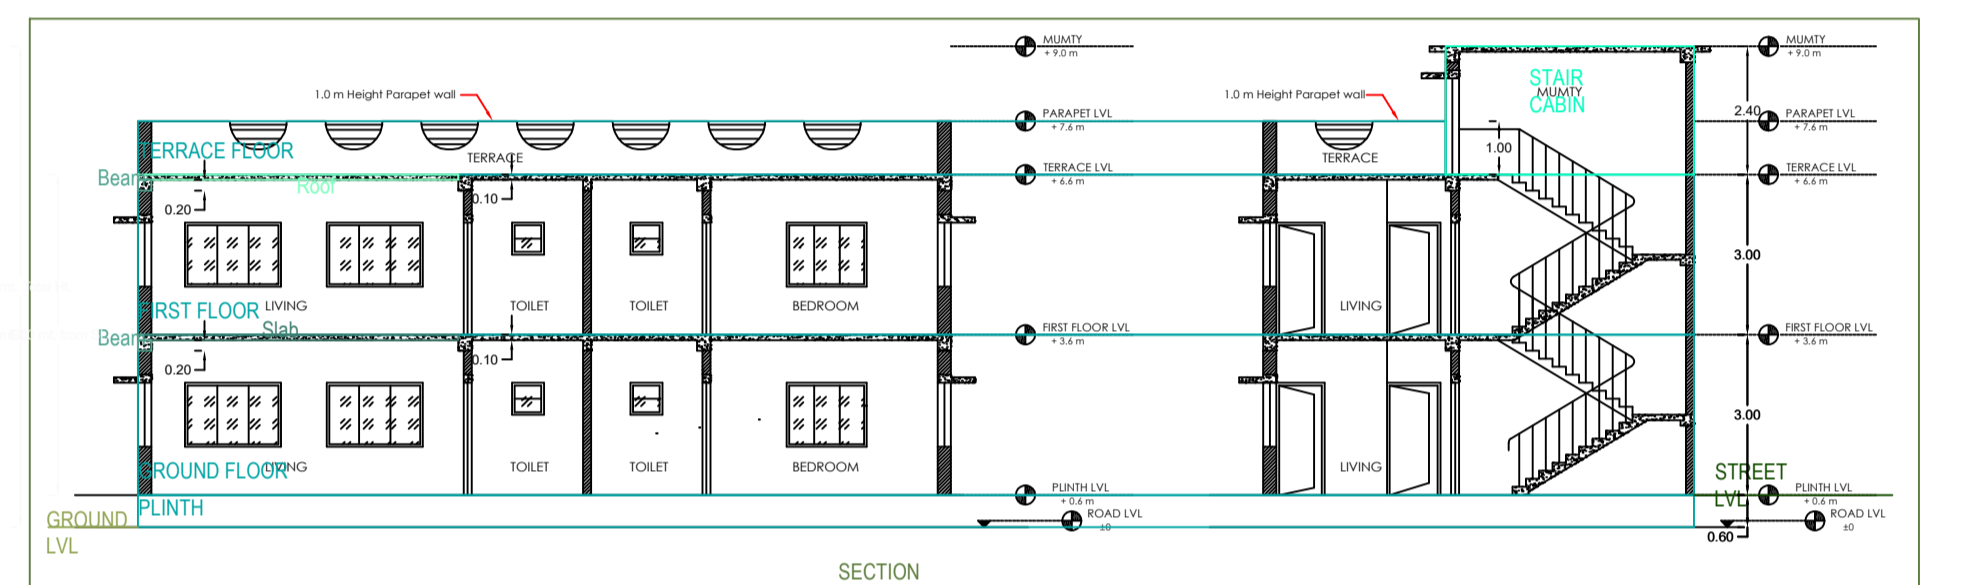 MUMTY
+ 9.0 m
MUMTY
+ 9.0 m
STAIR
MUMTY
CABIN
1.0 m Height Parapet wall
1.0 m Height Parapet wall
2.40
PARAPET LVL
+ 7.6 m
PARAPET LVL
+ 7.6 m
TERRACE FLOOR
TERRACE
TERRACE
1.00
TERRACE LVL
+ 6.6 m
TERRACE LVL
+ 6.6 m
Beam
Roof
0.20
0.10
3.00
FIRST FLOOR
LIVING
TOILET
TOILET
BEDROOM
LIVING
Slab
FIRST FLOOR LVL
+ 3.6 m
FIRST FLOOR LVL
+ 3.6 m
Beam
0.20
0.10
3.00
GROUND FLOOR
LIVING
TOILET
TOILET
BEDROOM
LIVING
STREET
LVL
PLINTH LVL
+ 0.6 m
PLINTH LVL
+ 0.6 m
PLINTH
GROUND
LVL
ROAD LVL
±0
ROAD LVL
±0
0.60
SECTION